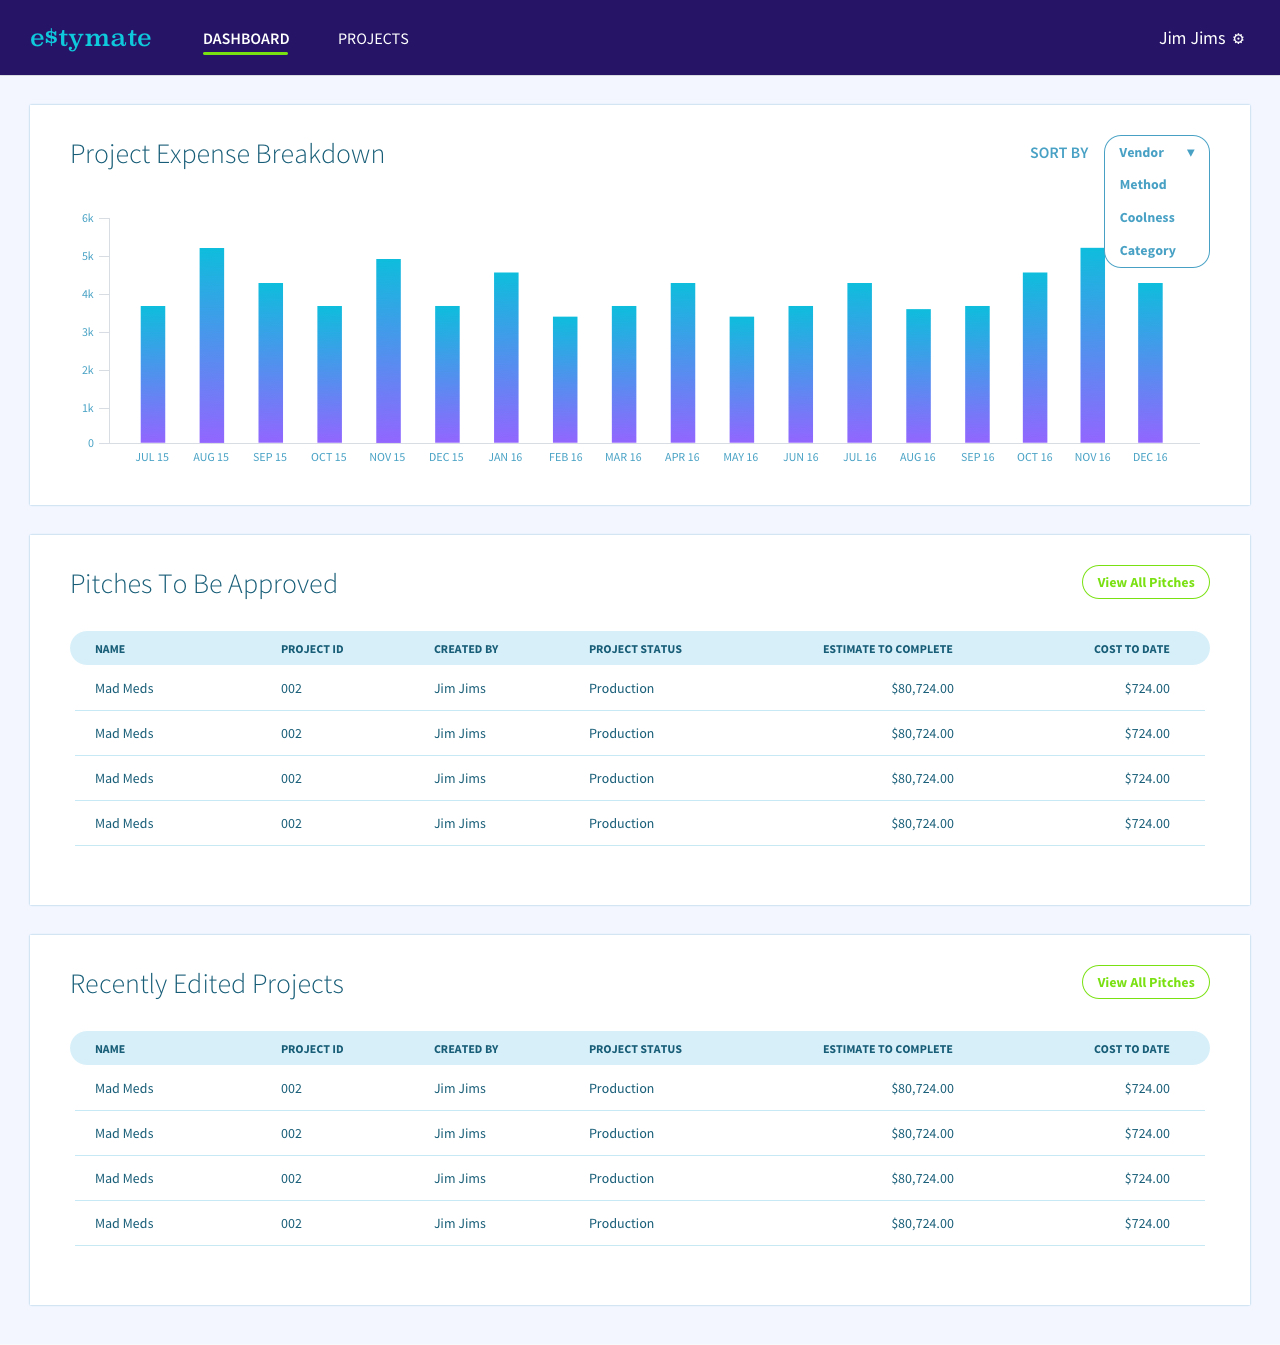 e$tymate DASHBOARD PROJECTS Jim Jims ⚙
Project Expense Breakdown SORT BY Vendor ▼
Method
Coolness
Category
6k
5k
4k
3k
2k
1k
0
JUL 15 AUG 15 SEP 15 OCT 15 NOV 15 DEC 15 JAN 16 FEB 16 MAR 16 APR 16 MAY 16 JUN 16 JUL 16 AUG 16 SEP 16 OCT 16 NOV 16 DEC 16
Pitches To Be Approved View All Pitches
NAME PROJECT ID CREATED BY PROJECT STATUS ESTIMATE TO COMPLETE COST TO DATE
Mad Meds 002 Jim Jims Production $80,724.00 $724.00
Mad Meds 002 Jim Jims Production $80,724.00 $724.00
Mad Meds 002 Jim Jims Production $80,724.00 $724.00
Mad Meds 002 Jim Jims Production $80,724.00 $724.00
Recently Edited Projects View All Pitches
NAME PROJECT ID CREATED BY PROJECT STATUS ESTIMATE TO COMPLETE COST TO DATE
Mad Meds 002 Jim Jims Production $80,724.00 $724.00
Mad Meds 002 Jim Jims Production $80,724.00 $724.00
Mad Meds 002 Jim Jims Production $80,724.00 $724.00
Mad Meds 002 Jim Jims Production $80,724.00 $724.00